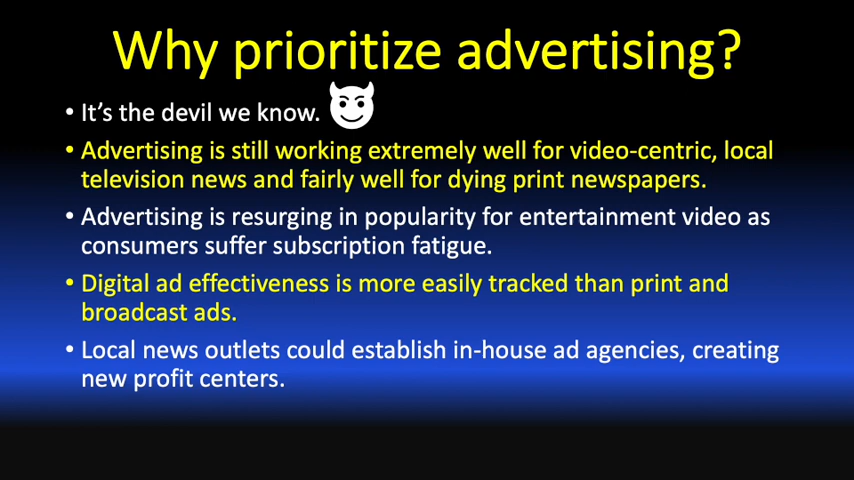 Why prioritize advertising?
• It’s the devil we know.
• Advertising is still working extremely well for video-centric, local
television news and fairly well for dying print newspapers.
• Advertising is resurging in popularity for entertainment video as
consumers suffer subscription fatigue.
• Digital ad effectiveness is more easily tracked than print and
broadcast ads.
• Local news outlets could establish in-house ad agencies, creating
new profit centers.